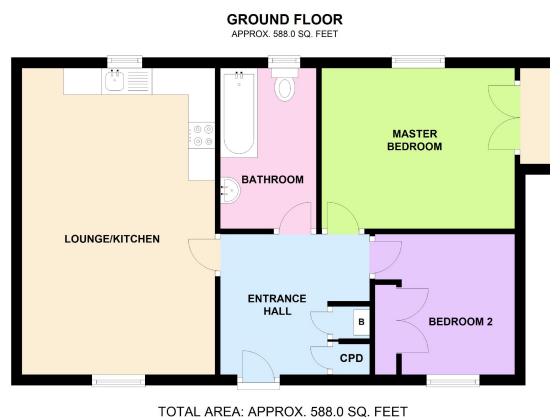 GROUND FLOOR
APPROX. 588.0 SQ. FEET
MASTER
BEDROOM
BATHROOM
LOUNGE/KITCHEN
ENTRANCE
HALL
B
BEDROOM 2
CPD
TOTAL AREA: APPROX. 588.0 SQ. FEET